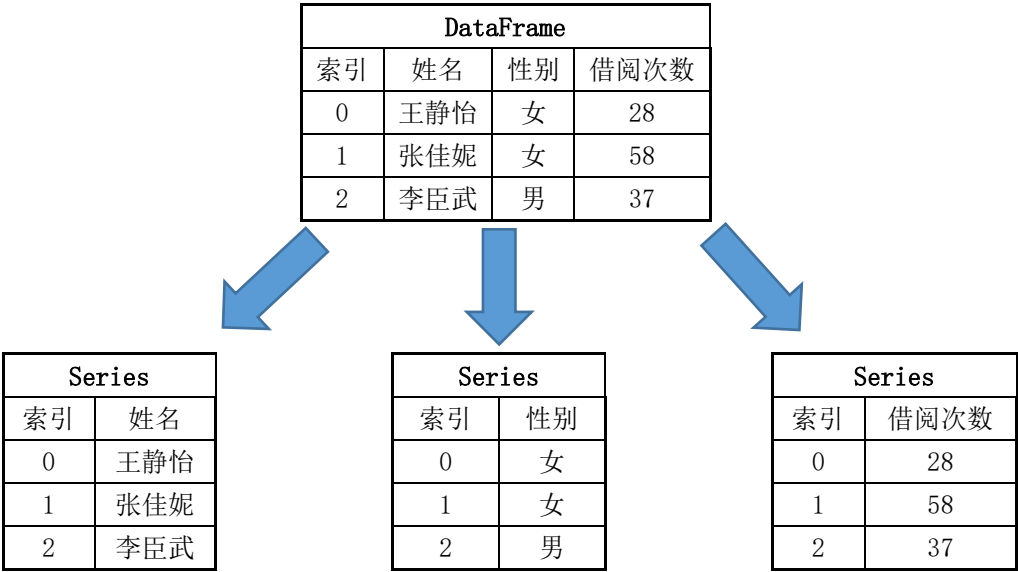 DataFrame
索引 姓名 性别 借阅次数
0 王静怡 女 28
1 张佳妮 女 58
2 李臣武 男 37
Series
索引 姓名
0 王静怡
1 张佳妮
2 李臣武
Series
索引 性别
0 女
1 女
2 男
Series
索引 借阅次数
0 28
1 58
2 37